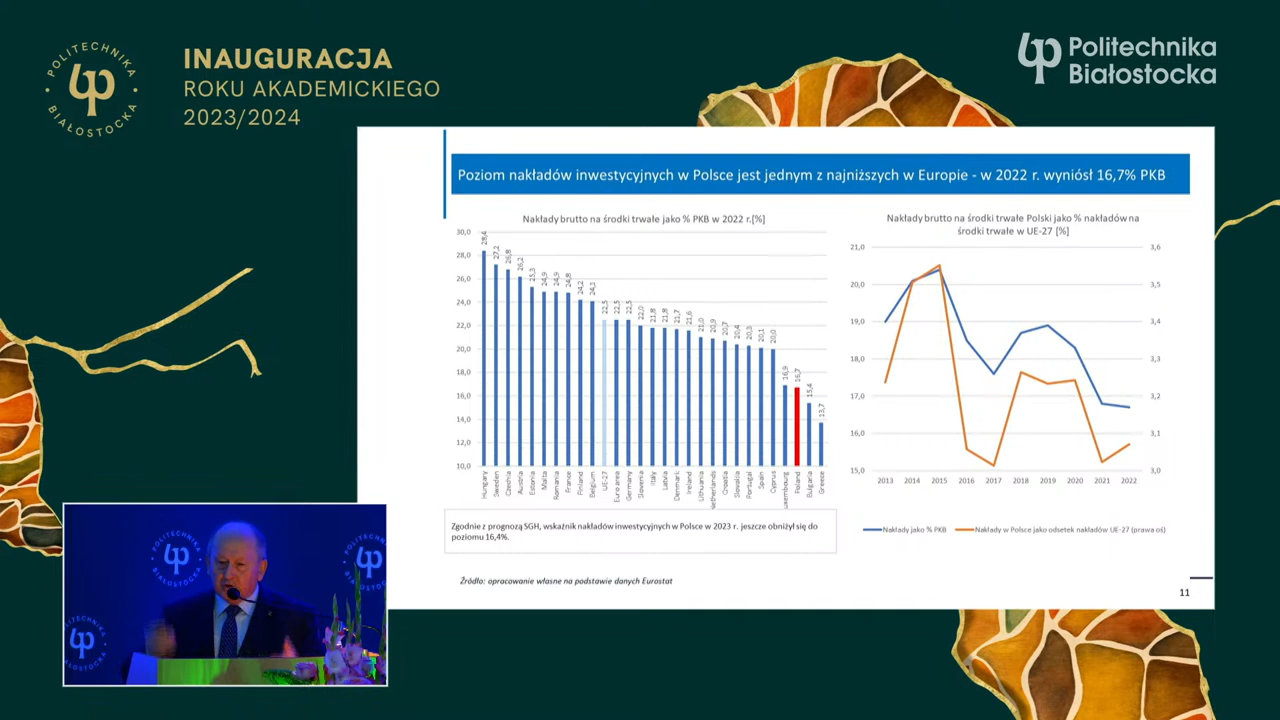 POLITECHNIKA BIAŁOSTOCKA
INAUGURACJA
ROKU AKADEMICKIEGO
2023/2024
Politechnika
Białostocka
Poziom nakładów inwestycyjnych w Polsce jest jednym z najniższych w Europie - w 2022 r. wyniósł 16,7% PKB
Nakłady brutto na środki trwałe jako % PKB w 2022 r.[%]
30,0
28,0
26,0
24,0
22,0
20,0
18,0
16,0
14,0
12,0
10,0
28,4
27,2
26,8
26,2
25,3
24,9
24,9
24,8
24,2
24,1
22,5
22,5
22,5
22,0
21,8
21,8
21,7
21,6
21,0
20,9
20,7
20,4
20,3
20,1
20,0
16,9
16,7
15,4
13,7
Hungary
Sweden
Czechia
Austria
Estonia
Malta
Romania
France
Finland
Belgium
UE-27
Euro area
Germany
Slovenia
Italy
Latvia
Denmark
Ireland
Lithuania
Netherlands
Croatia
Slovakia
Portugal
Spain
Cyprus
uxembourg
Poland
Bulgaria
Greece
Zgodnie z prognozą SGH, wskaźnik nakładów inwestycyjnych w Polsce w 2023 r. jeszcze obniżył się do
poziomu 16,4%.
Nakłady brutto na środki trwałe Polski jako % nakładów na
środki trwałe w UE-27 [%]
21,0
20,0
19,0
18,0
17,0
16,0
15,0
3,6
3,5
3,4
3,3
3,2
3,1
3,0
2013 2014 2015 2016 2017 2018 2019 2020 2021 2022
Nakłady jako % PKB
Nakłady w Polsce jako odsetek nakładów UE-27 (prawa oś)
Źródło: opracowanie własne na podstawie danych Eurostat
11